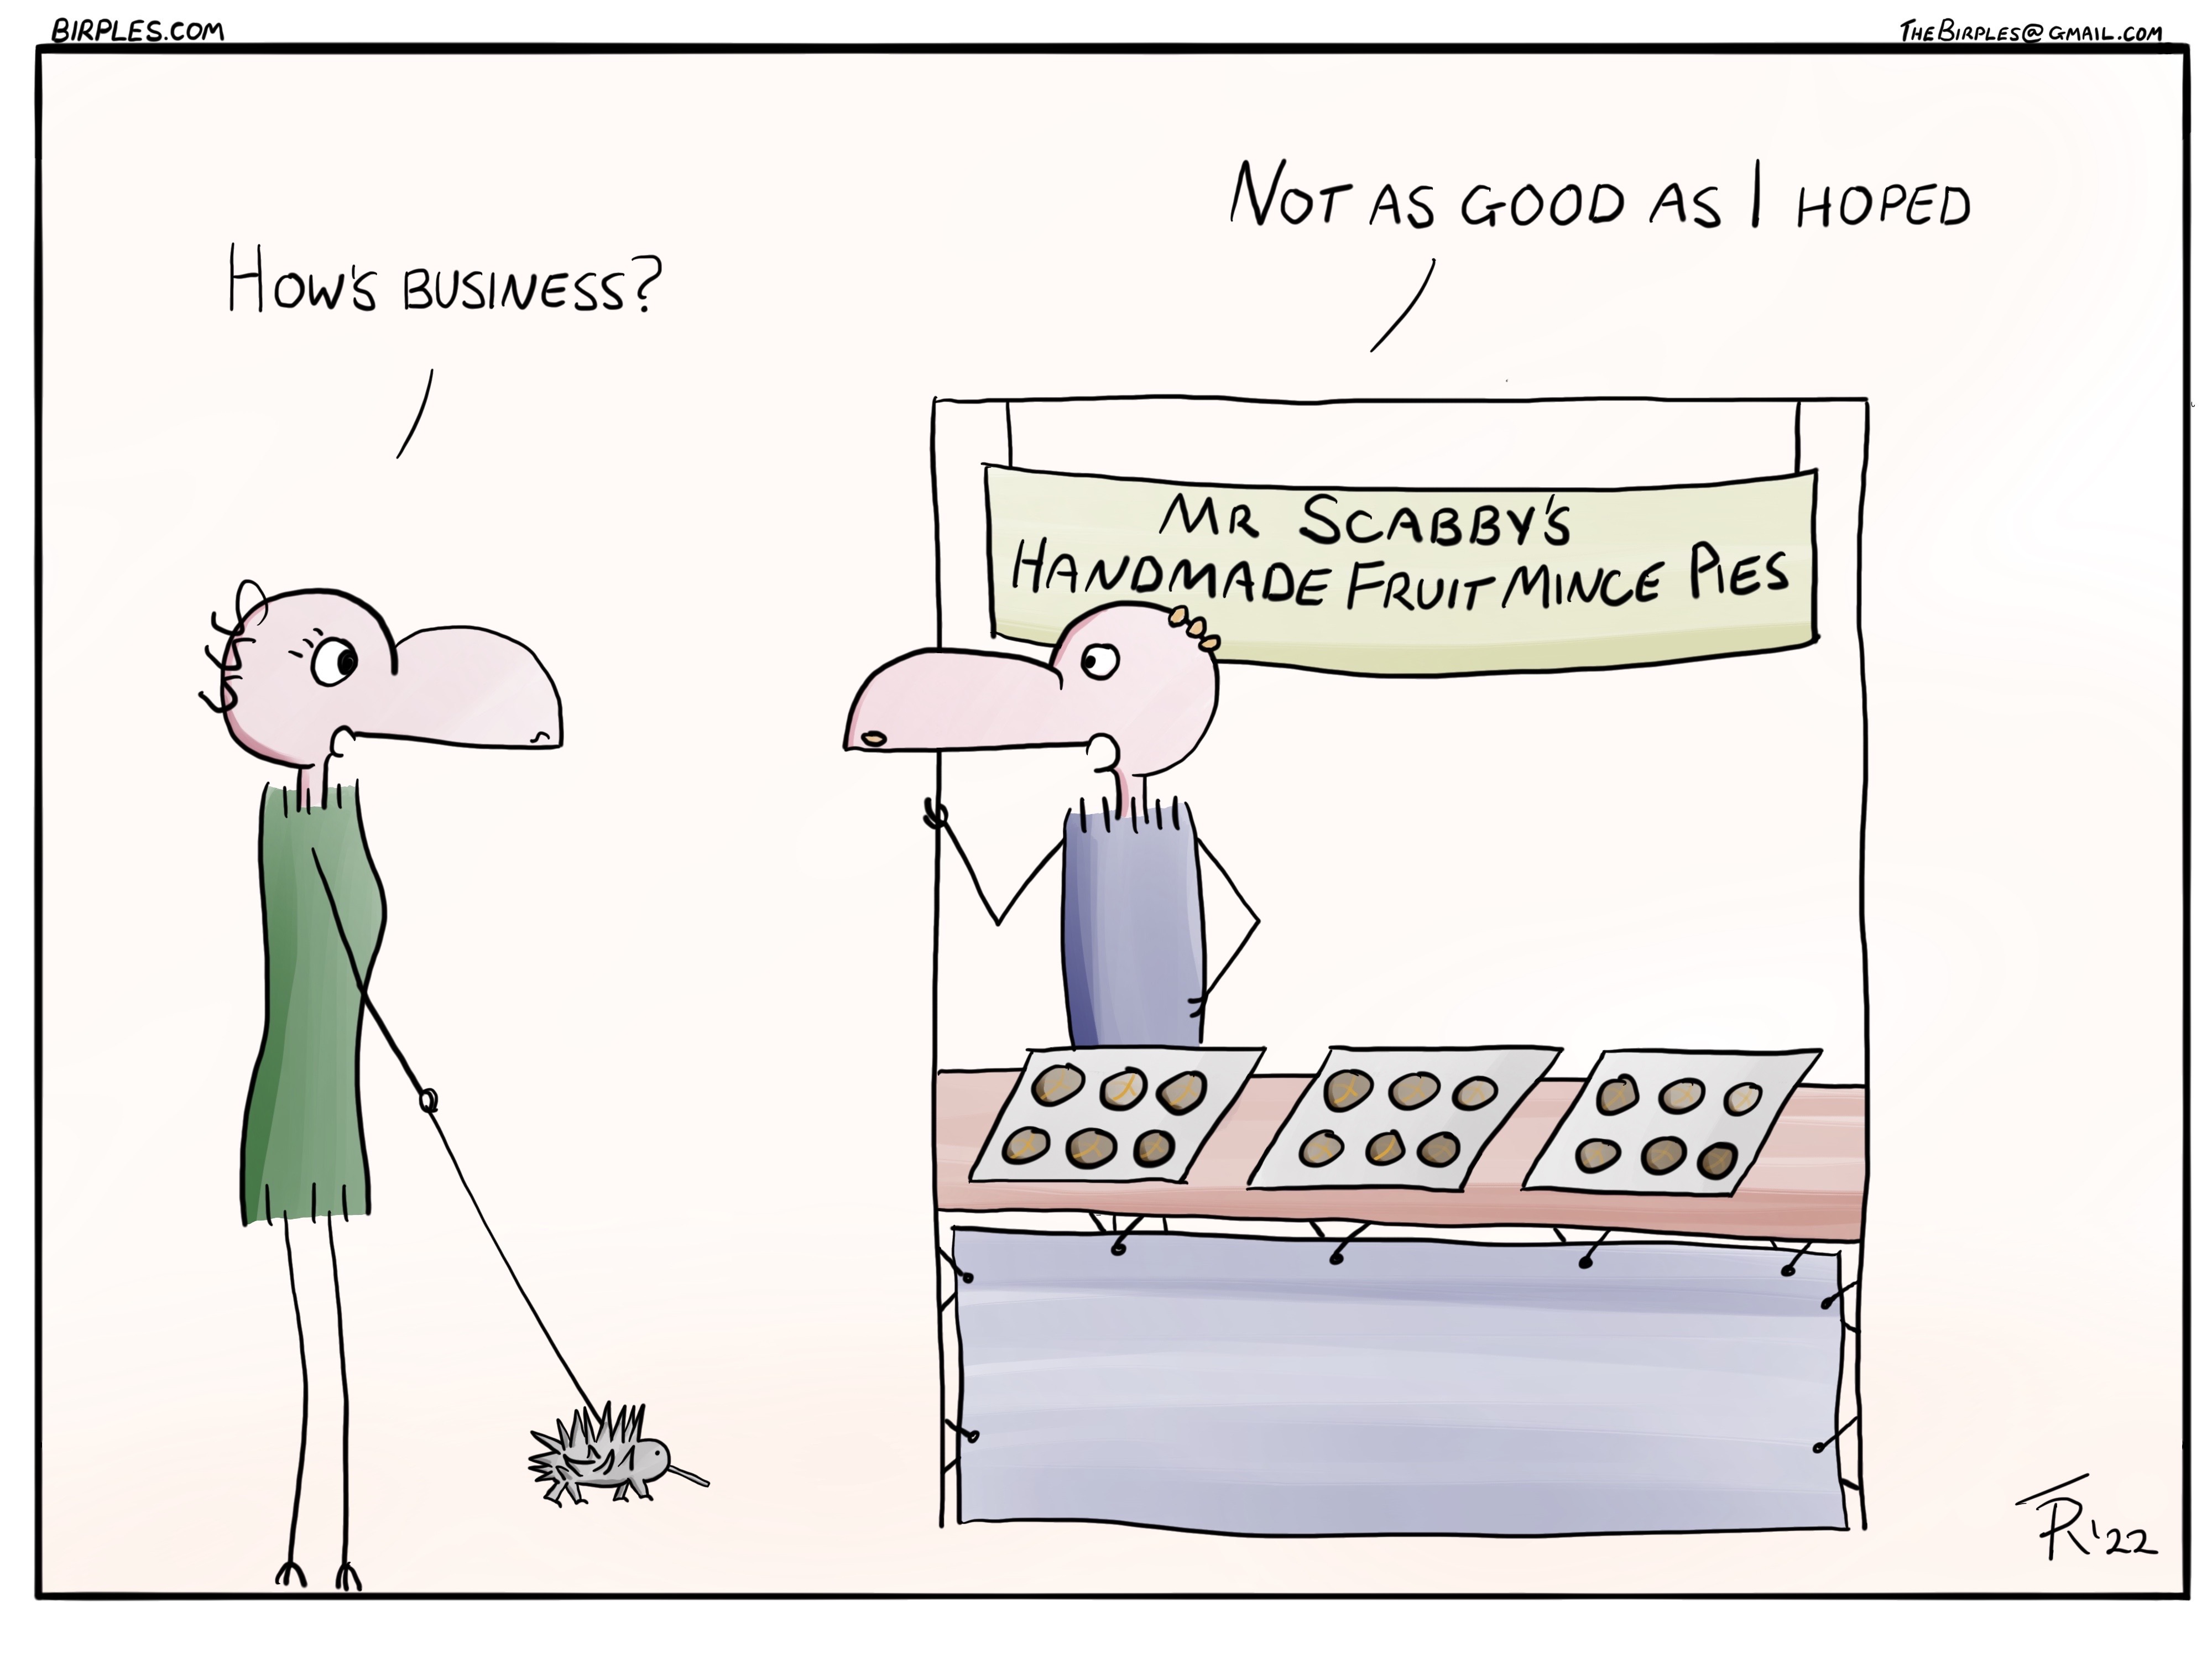 BIRPLES.COM
THEBIRPLES@GMAIL.COM
HOW'S BUSINESS?
NOT AS GOOD AS I HOPED
MR SCABBY'S
HANDMADE FRUIT MINCE PIES
TR'22